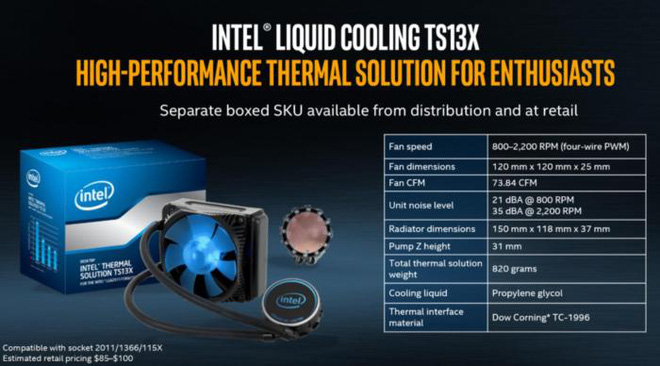 INTEL® LIQUID COOLING TS13X
HIGH-PERFORMANCE THERMAL SOLUTION FOR ENTHUSIASTS
Separate boxed SKU available from distribution and at retail
intel
intel
INTEL® THERMAL
SOLUTION TS13X
intel
Fan speed 800–2,200 RPM (four-wire PWM)
Fan dimensions 120 mm x 120 mm x 25 mm
Fan CFM 73.84 CFM
Unit noise level 21 dBA @ 800 RPM
35 dBA @ 2,200 RPM
Radiator dimensions 150 mm x 118 mm x 37 mm
Pump Z height 31 mm
Total thermal solution
weight 820 grams
Cooling liquid Propylene glycol
Thermal interface
material Dow Corning* TC-1996
Compatible with socket 2011/1366/115X
Estimated retail pricing $85–$100